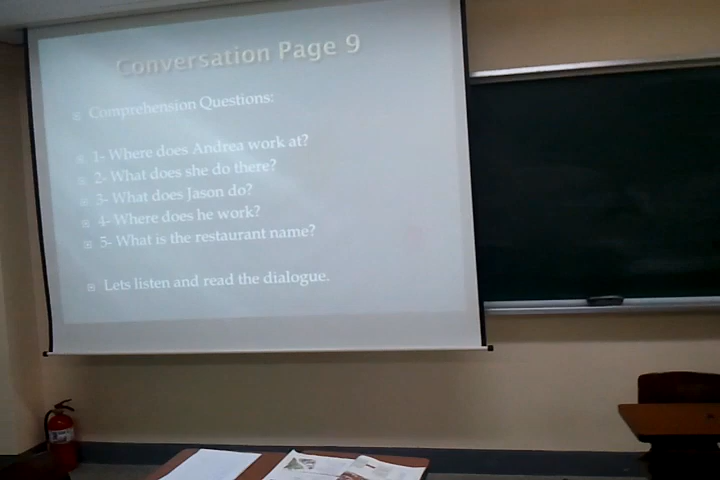 Conversation Page 9
Comprehension Questions:
1- Where does Andrea work at?
2- What does she do there?
3- What does Jason do?
4- Where does he work?
5- What is the restaurant name?
Lets listen and read the dialogue.